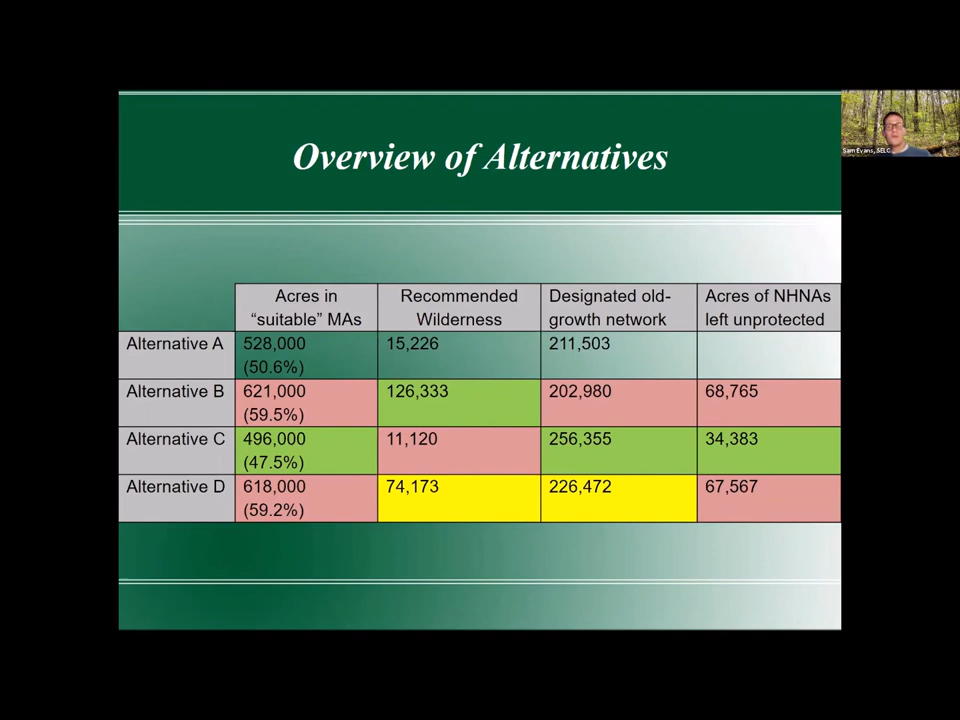 Overview of Alternatives
Sam Evans, SELC
Acres in "suitable" MAs
Recommended Wilderness
Designated old-growth network
Acres of NHNAs left unprotected
Alternative A
528,000 (50.6%)
15,226
211,503
Alternative B
621,000 (59.5%)
126,333
202,980
68,765
Alternative C
496,000 (47.5%)
11,120
256,355
34,383
Alternative D
618,000 (59.2%)
74,173
226,472
67,567